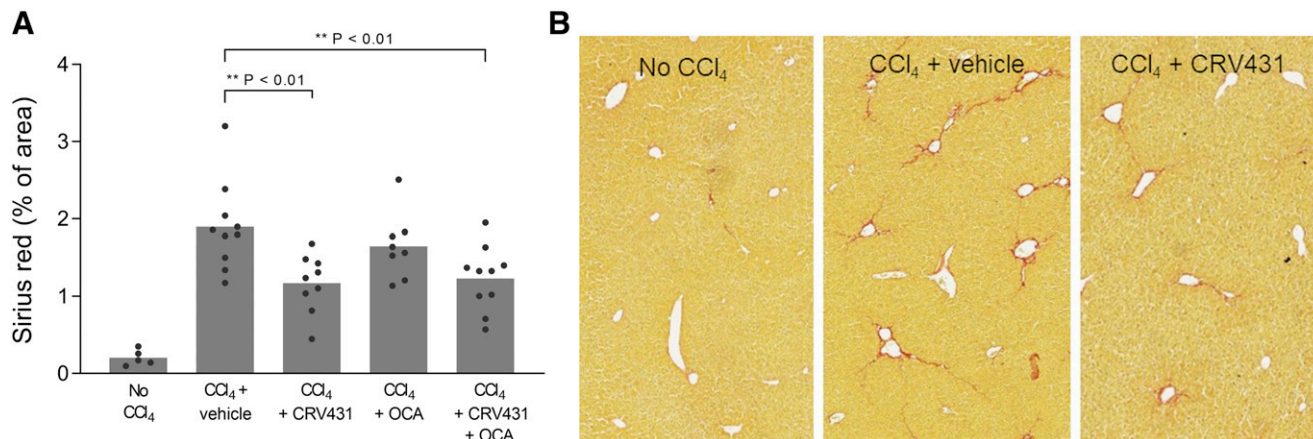 A
** P < 0.01
** P < 0.01
Sirius red (% of area)
4
3
2
1
0
No
CCl₄
CCl₄ +
vehicle
CCl₄
+ CRV431
CCl₄
+ OCA
CCl₄
+ CRV431
+ OCA
B
No CCl₄
CCl₄ + vehicle
CCl₄ + CRV431